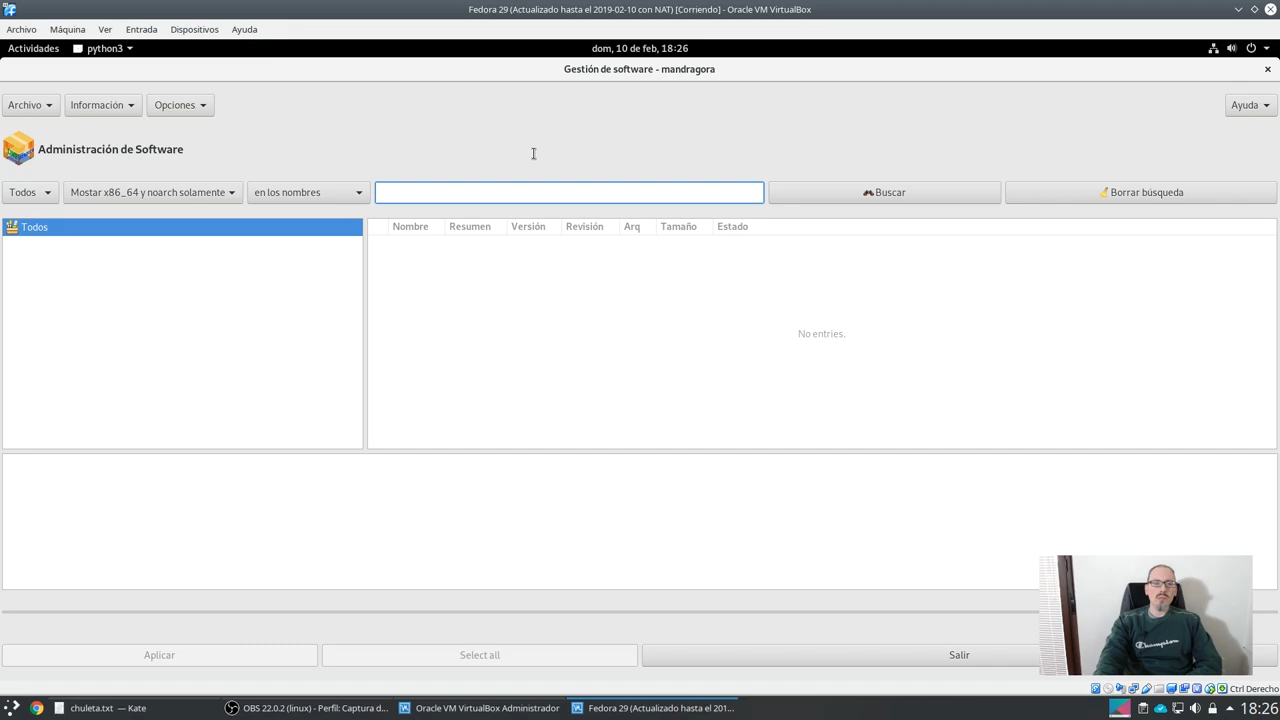 Fedora 29 (Actualizado hasta el 2019-02-10 con NAT) [Corriendo] - Oracle VM VirtualBox
Archivo Máquina Ver Entrada Dispositivos Ayuda
Actividades python3 dom, 10 de feb, 18:26
Gestión de software - mandragora
Archivo Información Opciones Ayuda
Administración de Software
Todos Mostar x86_64 y noarch solamente en los nombres Buscar Borrar búsqueda
Todos
Nombre Resumen Versión Revisión Arq Tamaño Estado
No entries.
Champion
Aplicar Select all Salir
Ctrl Derecho
chuleta.txt — Kate OBS 22.0.2 (linux) - Perfil: Captura d... Oracle VM VirtualBox Administrador Fedora 29 (Actualizado hasta el 201... 18:26